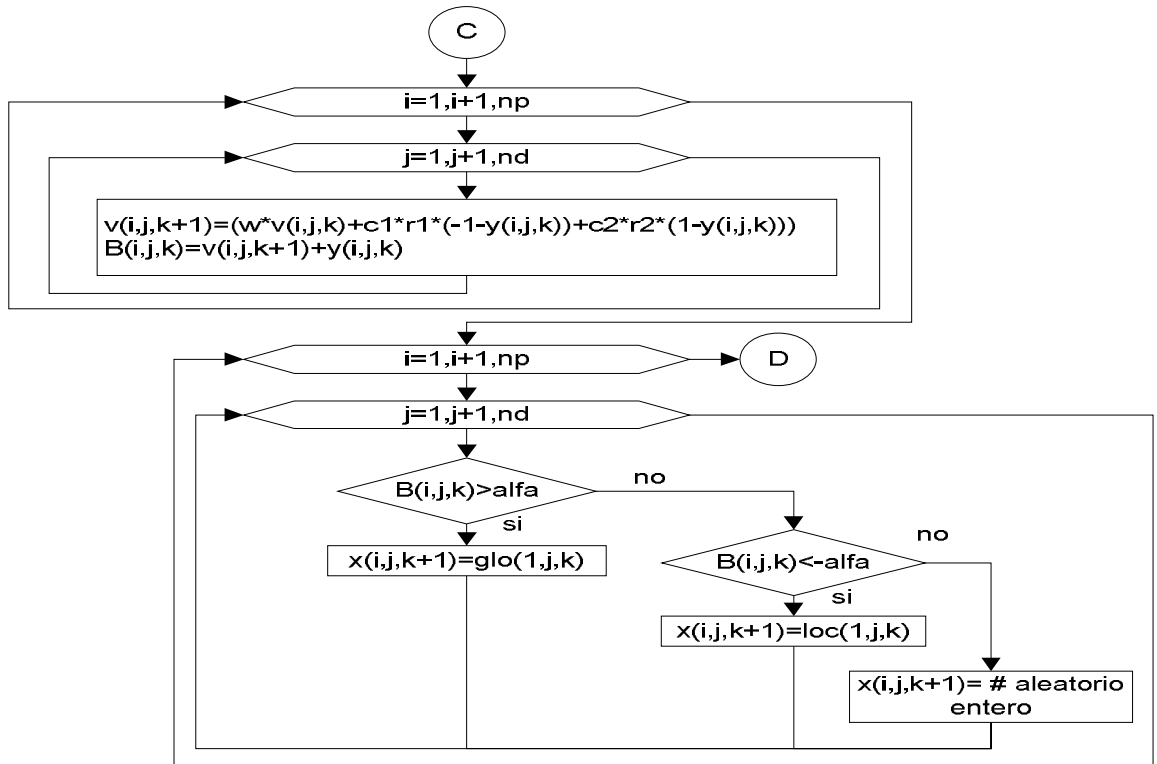 C
i=1,i+1,np
j=1,j+1,nd
v(i,j,k+1)=(w*v(i,j,k)+c1*r1*(-1-y(i,j,k))+c2*r2*(1-y(i,j,k)))
B(i,j,k)=v(i,j,k+1)+y(i,j,k)
i=1,i+1,np
D
j=1,j+1,nd
B(i,j,k)>alfa
no
si
x(i,j,k+1)=glo(1,j,k)
B(i,j,k)<-alfa
no
si
x(i,j,k+1)=loc(1,j,k)
x(i,j,k+1)= # aleatorio
entero